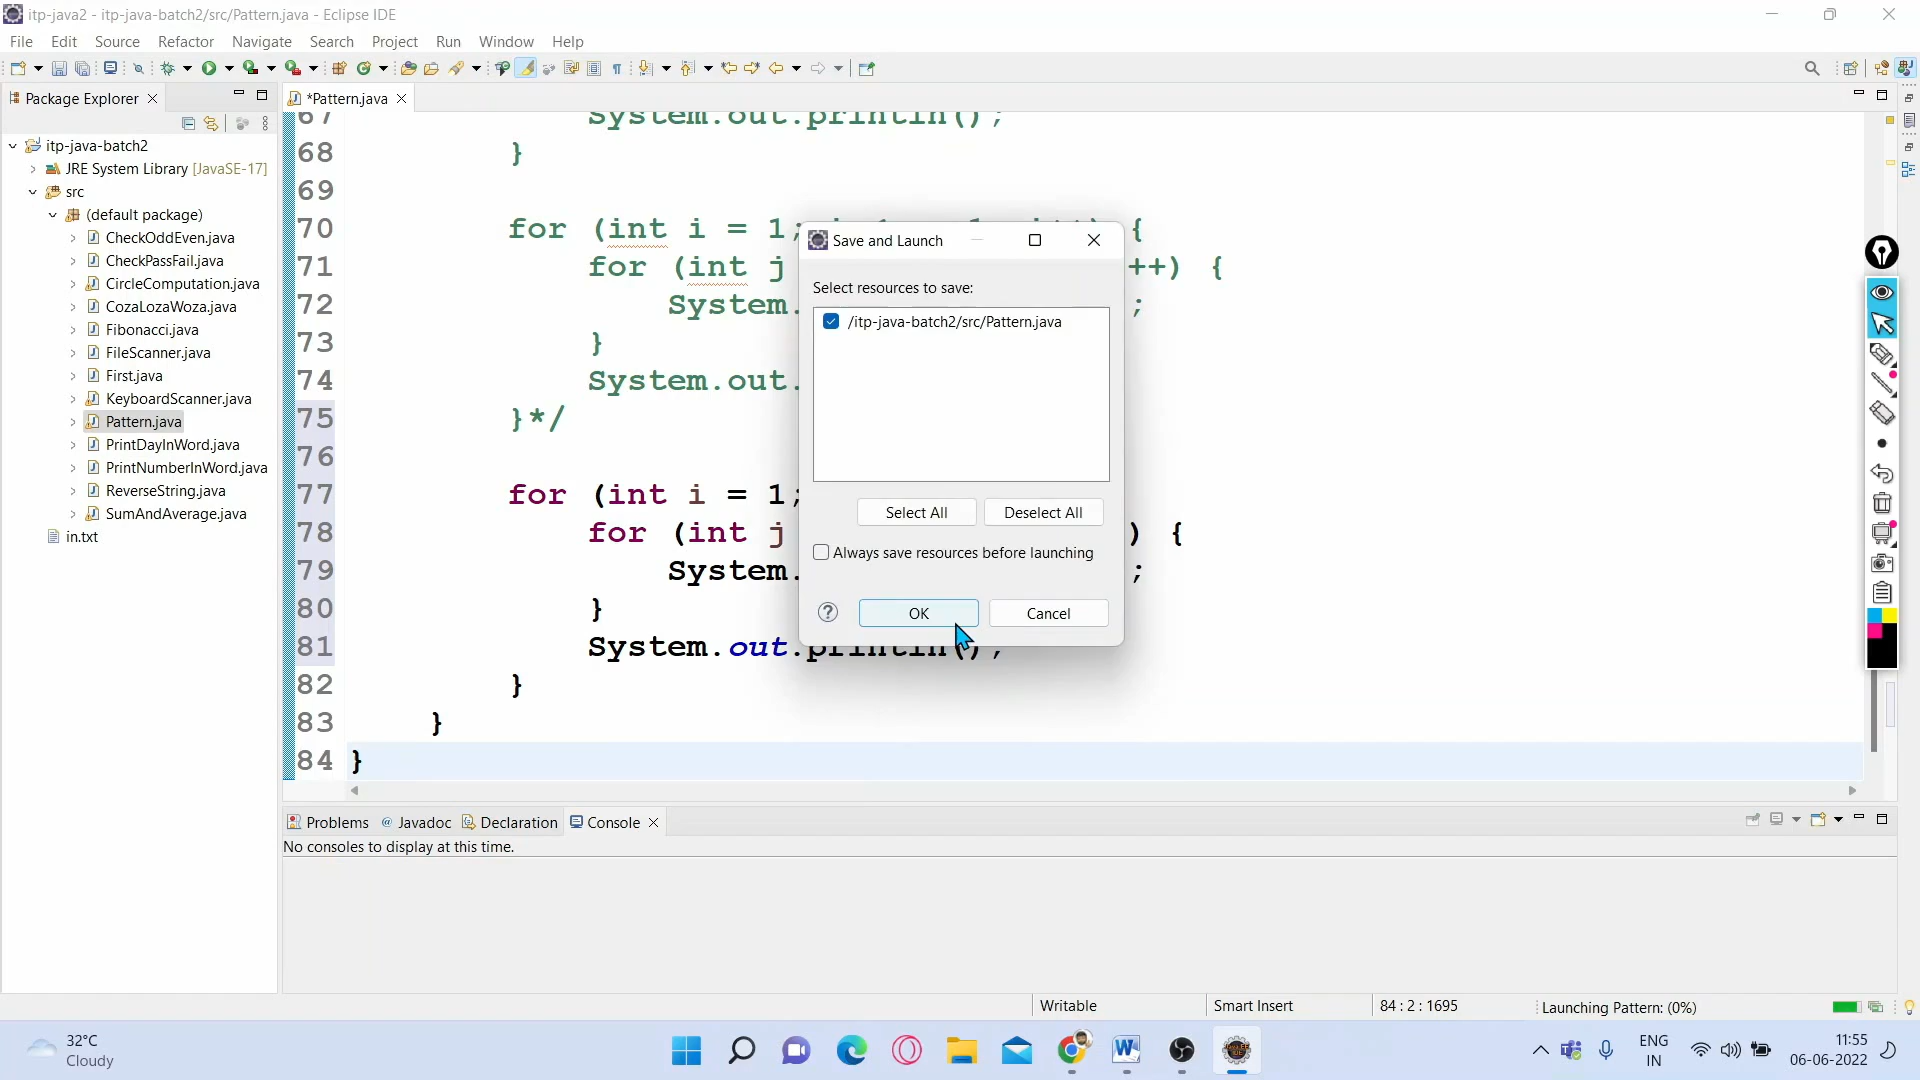 itp-java2 - itp-java-batch2/src/Pattern.java - Eclipse IDE
File Edit Source Refactor Navigate Search Project Run Window Help
Package Explorer
*Pattern.java
itp-java-batch2
JRE System Library [JavaSE-17]
src
(default package)
CheckOddEven.java
CheckPassFail.java
CircleComputation.java
CozaLozaWoza.java
Fibonacci.java
FileScanner.java
First.java
KeyboardScanner.java
Pattern.java
PrintDayInWord.java
PrintNumberInWord.java
ReverseString.java
SumAndAverage.java
in.txt
67 System.out.println();
68 }
69
70 for (int i = 1; {
71 for (int j ++) {
72 System. ;
73 }
74 System.out.
75 }*/
76
77 for (int i = 1;
78 for (int j ) {
79 System. ;
80 }
81 System.out.println();
82 }
83 }
84 }
Save and Launch
Select resources to save:
/itp-java-batch2/src/Pattern.java
Select All Deselect All
Always save resources before launching
OK Cancel
Problems Javadoc Declaration Console
No consoles to display at this time.
Writable Smart Insert 84 : 2 : 1695 Launching Pattern: (0%)
32°C
Cloudy
ENG
IN
11:55
06-06-2022